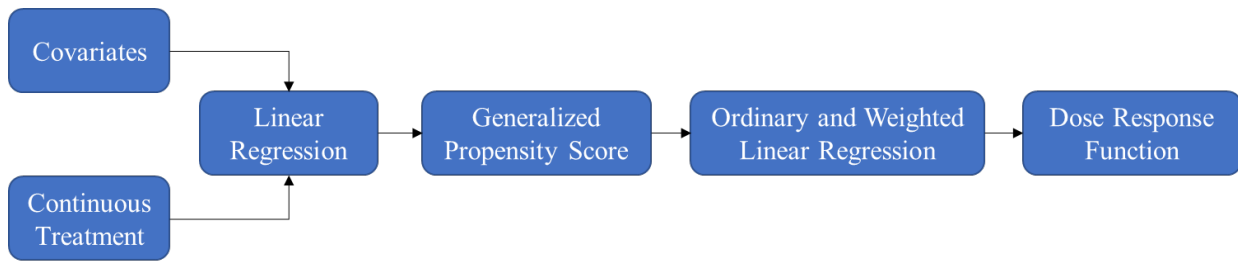 Covariates
Continuous
Treatment
Linear
Regression
Generalized
Propensity Score
Ordinary and Weighted
Linear Regression
Dose Response
Function